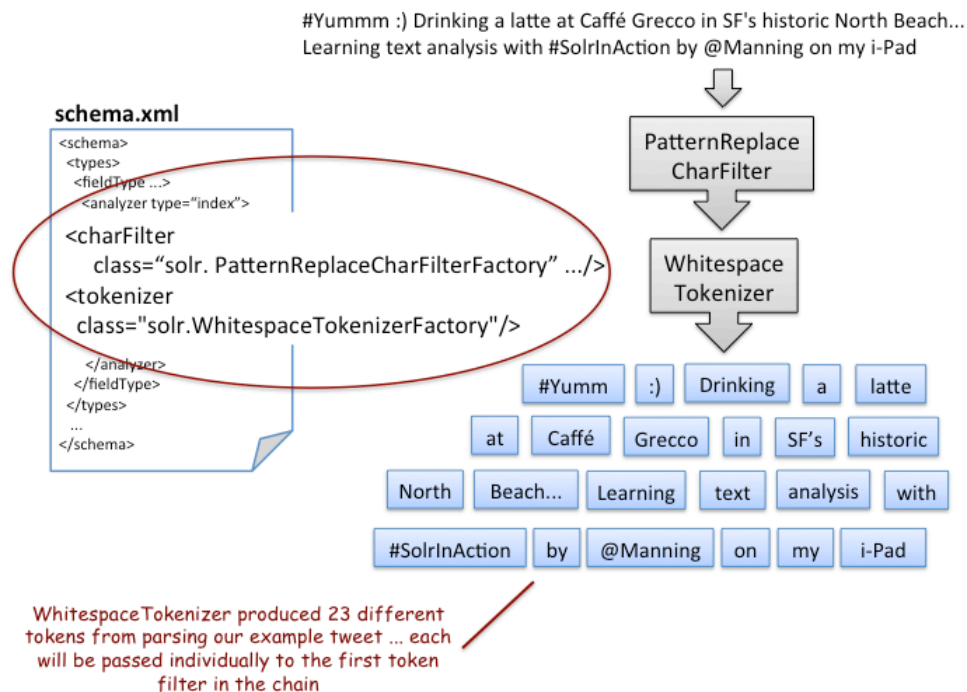 #Yummm :) Drinking a latte at Caffé Grecco in SF's historic North Beach...
Learning text analysis with #SolrInAction by @Manning on my i-Pad
schema.xml
<schema>
<types>
<fieldType ...>
<analyzer type=“index”>
<charFilter
class=“solr. PatternReplaceCharFilterFactory” .../>
<tokenizer
class="solr.WhitespaceTokenizerFactory"/>
</analyzer>
</fieldType>
</types>
...
</schema>
PatternReplace
CharFilter
Whitespace
Tokenizer
#Yumm :) Drinking a latte
at Caffé Grecco in SF’s historic
North Beach... Learning text analysis with
#SolrInAction by @Manning on my i-Pad
WhitespaceTokenizer produced 23 different
tokens from parsing our example tweet ... each
will be passed individually to the first token
filter in the chain